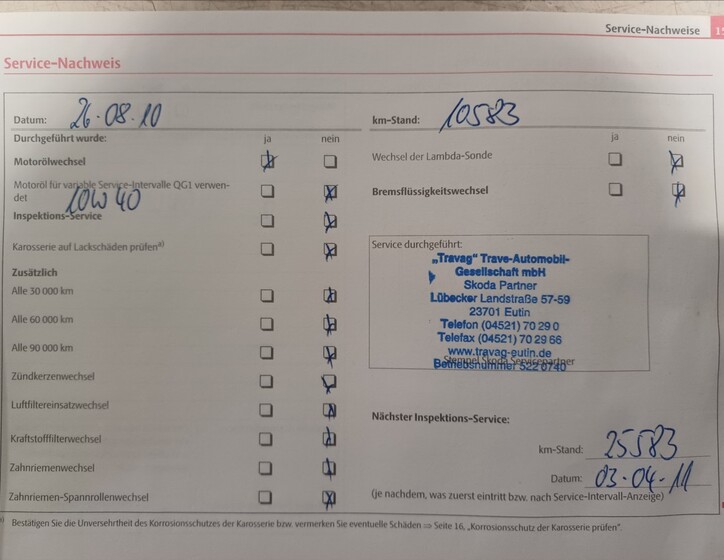 Service-Nachweise
Service-Nachweis
Datum: 26.08.10
km-Stand: 10583
Durchgeführt wurde: ja nein
ja nein
Motorölwechsel
Wechsel der Lambda-Sonde
Motoröl für variable Service-Intervalle QG1 verwen-
det 10W40
Bremsflüssigkeitswechsel
Inspektions-Service
Karosserie auf Lackschäden prüfen a)
Service durchgeführt:
„Travag" Trave-Automobil-
Gesellschaft mbH
Skoda Partner
Lübecker Landstraße 57-59
23701 Eutin
Telefon (04521) 70 29 0
Telefax (04521) 70 29 66
www.travag-eutin.de
Stempel Skoda Servicepartner
Betriebsnummer 522 0740
Zusätzlich
Alle 30 000 km
Alle 60 000 km
Alle 90 000 km
Zündkerzenwechsel
Luftfiltereinsatzwechsel
Kraftstofffilterwechsel
Zahnriemenwechsel
Zahnriemen-Spannrollenwechsel
Nächster Inspektions-Service:
km-Stand: 25583
Datum: 03.04.11
(je nachdem, was zuerst eintritt bzw. nach Service-Intervall-Anzeige)
a) Bestätigen Sie die Unversehrtheit des Korrosionsschutzes der Karosserie bzw. vermerken Sie eventuelle Schäden ⇒ Seite 16, „Korrosionsschutz der Karosserie prüfen".